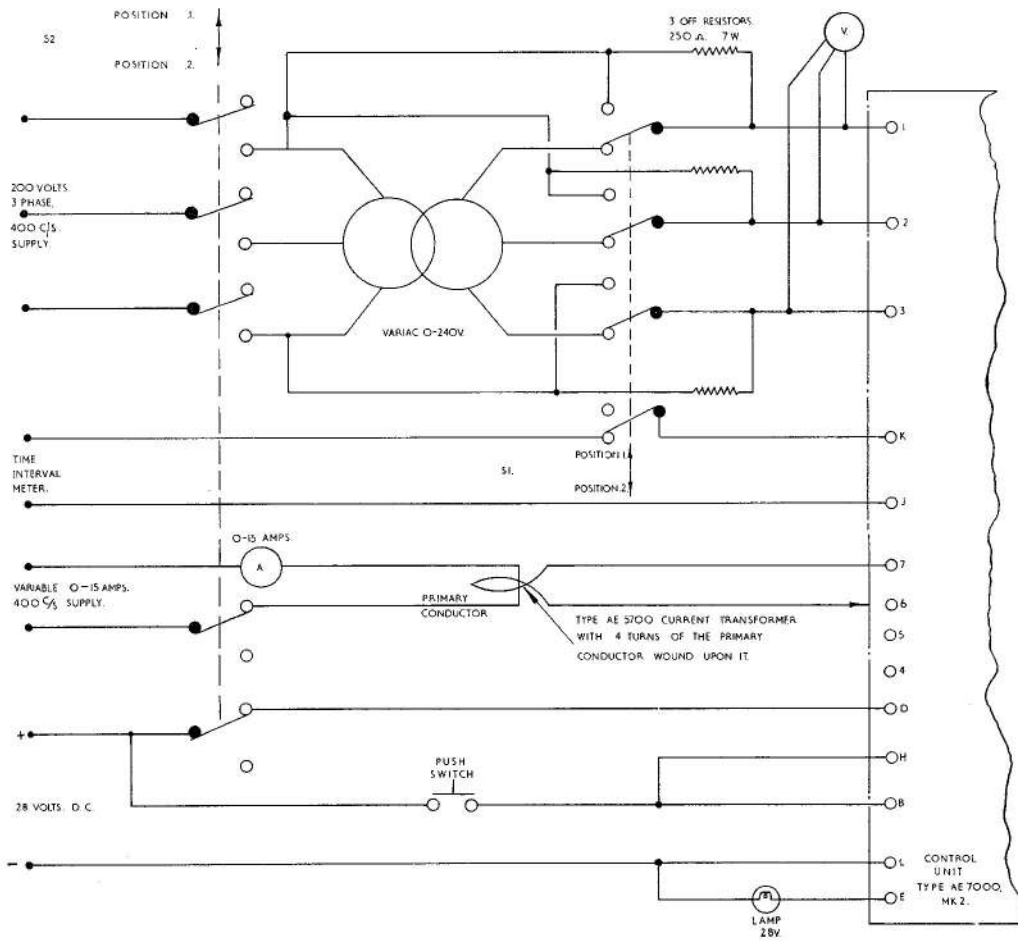 POSITION 1.
S2
POSITION 2.
3 OFF RESISTORS.
250 Ω. 7 W
V.
1
200 VOLTS
3 PHASE,
400 C/S
SUPPLY.
2
3
VARIAC 0-240V.
K
TIME
INTERVAL
METER.
POSITION 1.
S1.
POSITION 2.
J
0-15 AMPS.
A
7
VARIABLE 0-15 AMPS.
400 C/S SUPPLY.
PRIMARY
CONDUCTOR
6
TYPE AE 5700 CURRENT TRANSFORMER
WITH 4 TURNS OF THE PRIMARY
CONDUCTOR WOUND UPON IT.
5
4
D
+
H
PUSH
SWITCH
28 VOLTS. D.C.
B
-
L
CONTROL
UNIT
TYPE AE 7000,
MK 2.
E
LAMP
28V.